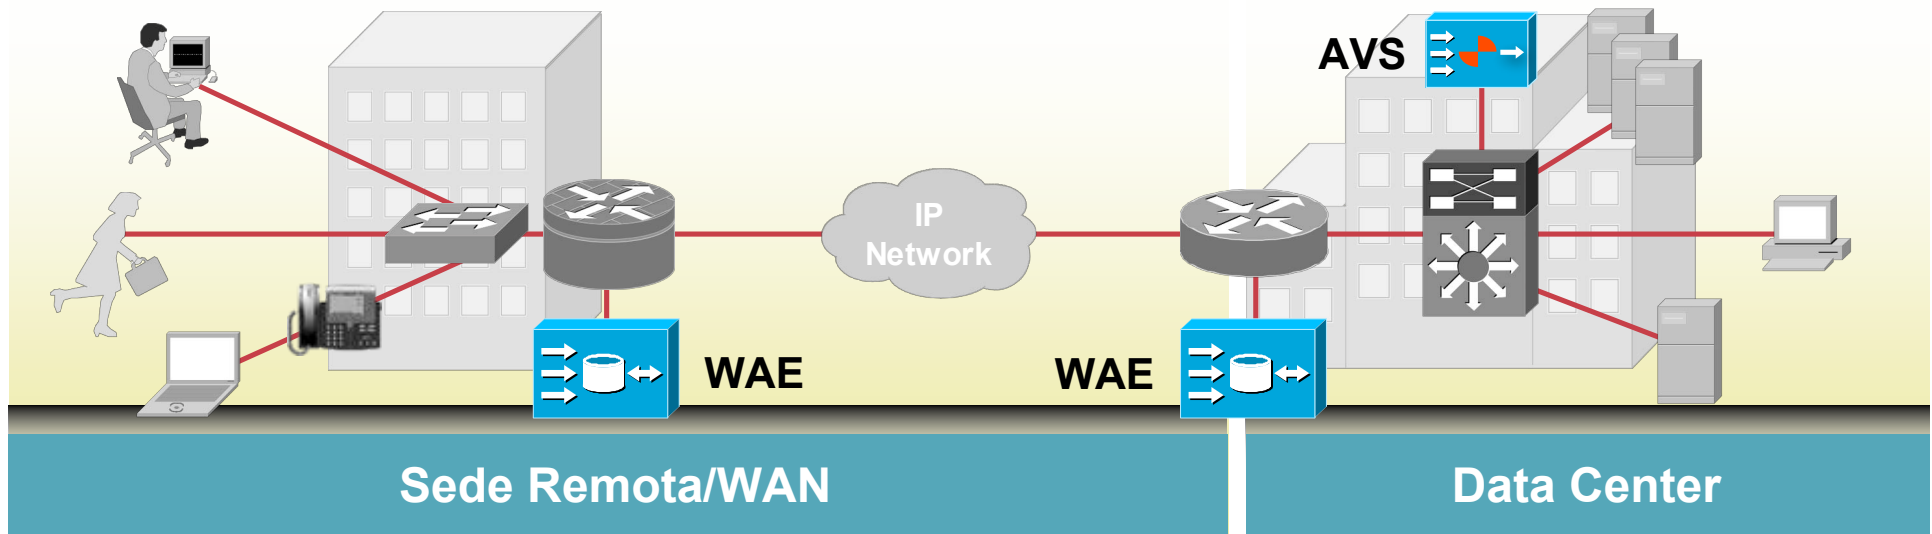 AVS
IP
Network
WAE
WAE
Sede Remota/WAN
Data Center